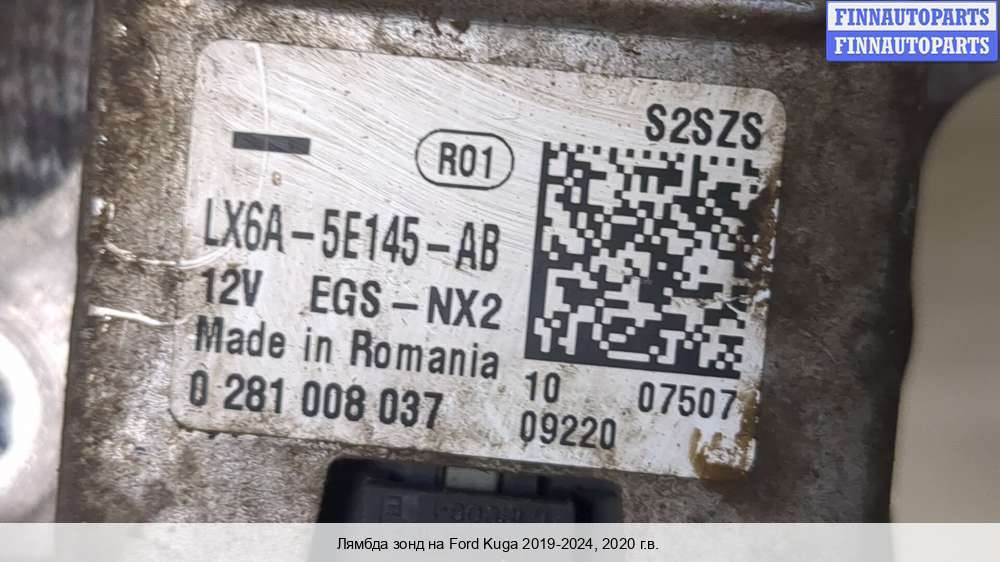 FINNAUTOPARTS
FINNAUTOPARTS
S2SZS
R01
LX6A-5E145-AB
12V EGS-NX2
Made in Romania
0 281 008 037
10 07507
09220
Лямбда зонд на Ford Kuga 2019-2024, 2020 г.в.